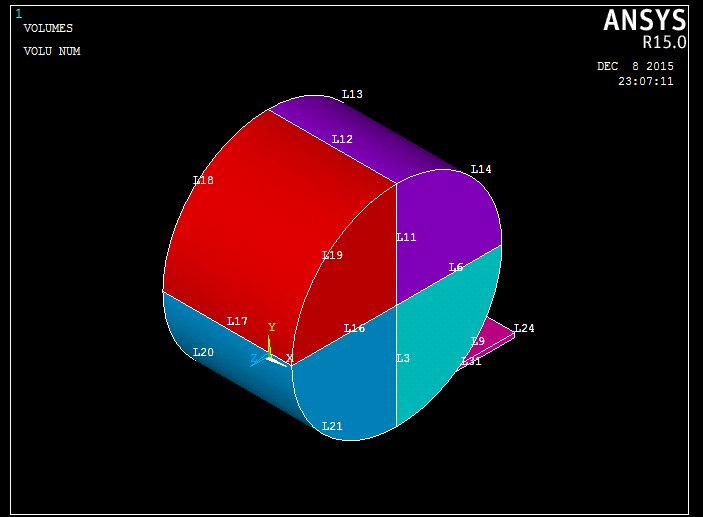 1
VOLUMES
VOLU NUM
ANSYS
R15.0
DEC 8 2015
23:07:11
L13
L12
L14
L18
L11
L19
L6
L17
Y
L16
L24
L9
L20
Z
X
L3
L31
L21